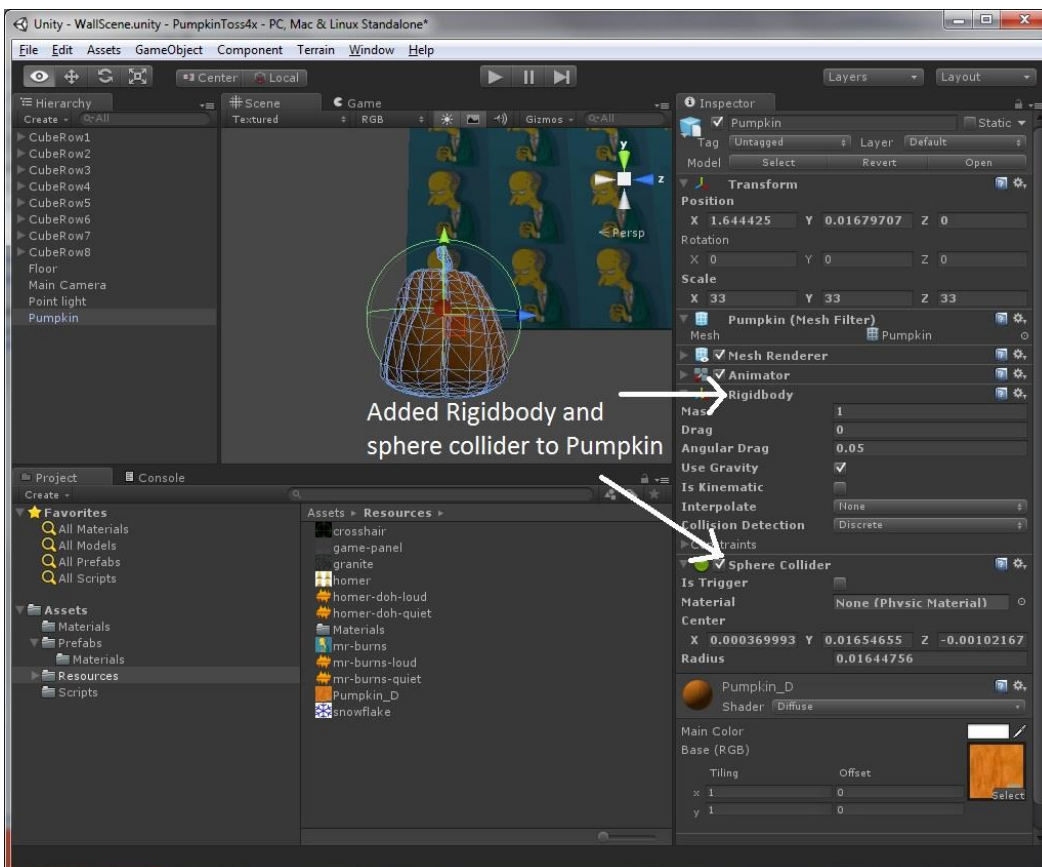 Unity - WallScene.unity - PumpkinToss4x - PC, Mac & Linux Standalone*
File Edit Assets GameObject Component Terrain Window Help
Center Local Layers Layout
Hierarchy
Create All
CubeRow1
CubeRow2
CubeRow3
CubeRow4
CubeRow5
CubeRow6
CubeRow7
CubeRow8
Floor
Main Camera
Point light
Pumpkin
Scene Game
Textured RGB Gizmos All
y
z
Persp
Added Rigidbody and
sphere collider to Pumpkin
Inspector
Pumpkin Static
Tag Untagged Layer Default
Model Select Revert Open
Transform
Position
X 1.644425 Y 0.01679707 Z 0
Rotation
X 0 Y 0 Z 0
Scale
X 33 Y 33 Z 33
Pumpkin (Mesh Filter)
Mesh Pumpkin
Mesh Renderer
Animator
Rigidbody
Mass 1
Drag 0
Angular Drag 0.05
Use Gravity
Is Kinematic
Interpolate None
Collision Detection Discrete
Constraints
Sphere Collider
Is Trigger
Material None (Physic Material)
Center
X 0.000369993 Y 0.01654655 Z -0.00102167
Radius 0.01644756
Pumpkin_D
Shader Diffuse
Main Color
Base (RGB)
Tiling Offset
x 1 0
y 1 0
Select
Project Console
Create
Favorites
All Materials
All Models
All Prefabs
All Scripts
Assets
Materials
Prefabs
Materials
Resources
Scripts
Assets Resources
crosshair
game-panel
granite
homer
homer-doh-loud
homer-doh-quiet
Materials
mr-burns
mr-burns-loud
mr-burns-quiet
Pumpkin_D
snowflake